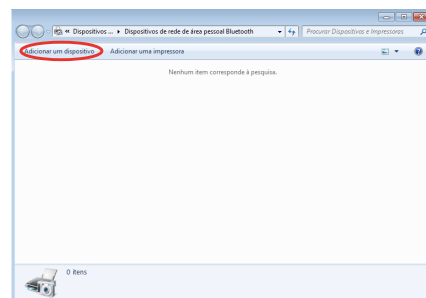 « Dispositivos ... ▸ Dispositivos de rede de área pessoal Bluetooth
Procurar Dispositivos e Impressoras
Adicionar um dispositivo
Adicionar uma impressora
Nenhum item corresponde à pesquisa.
0 itens